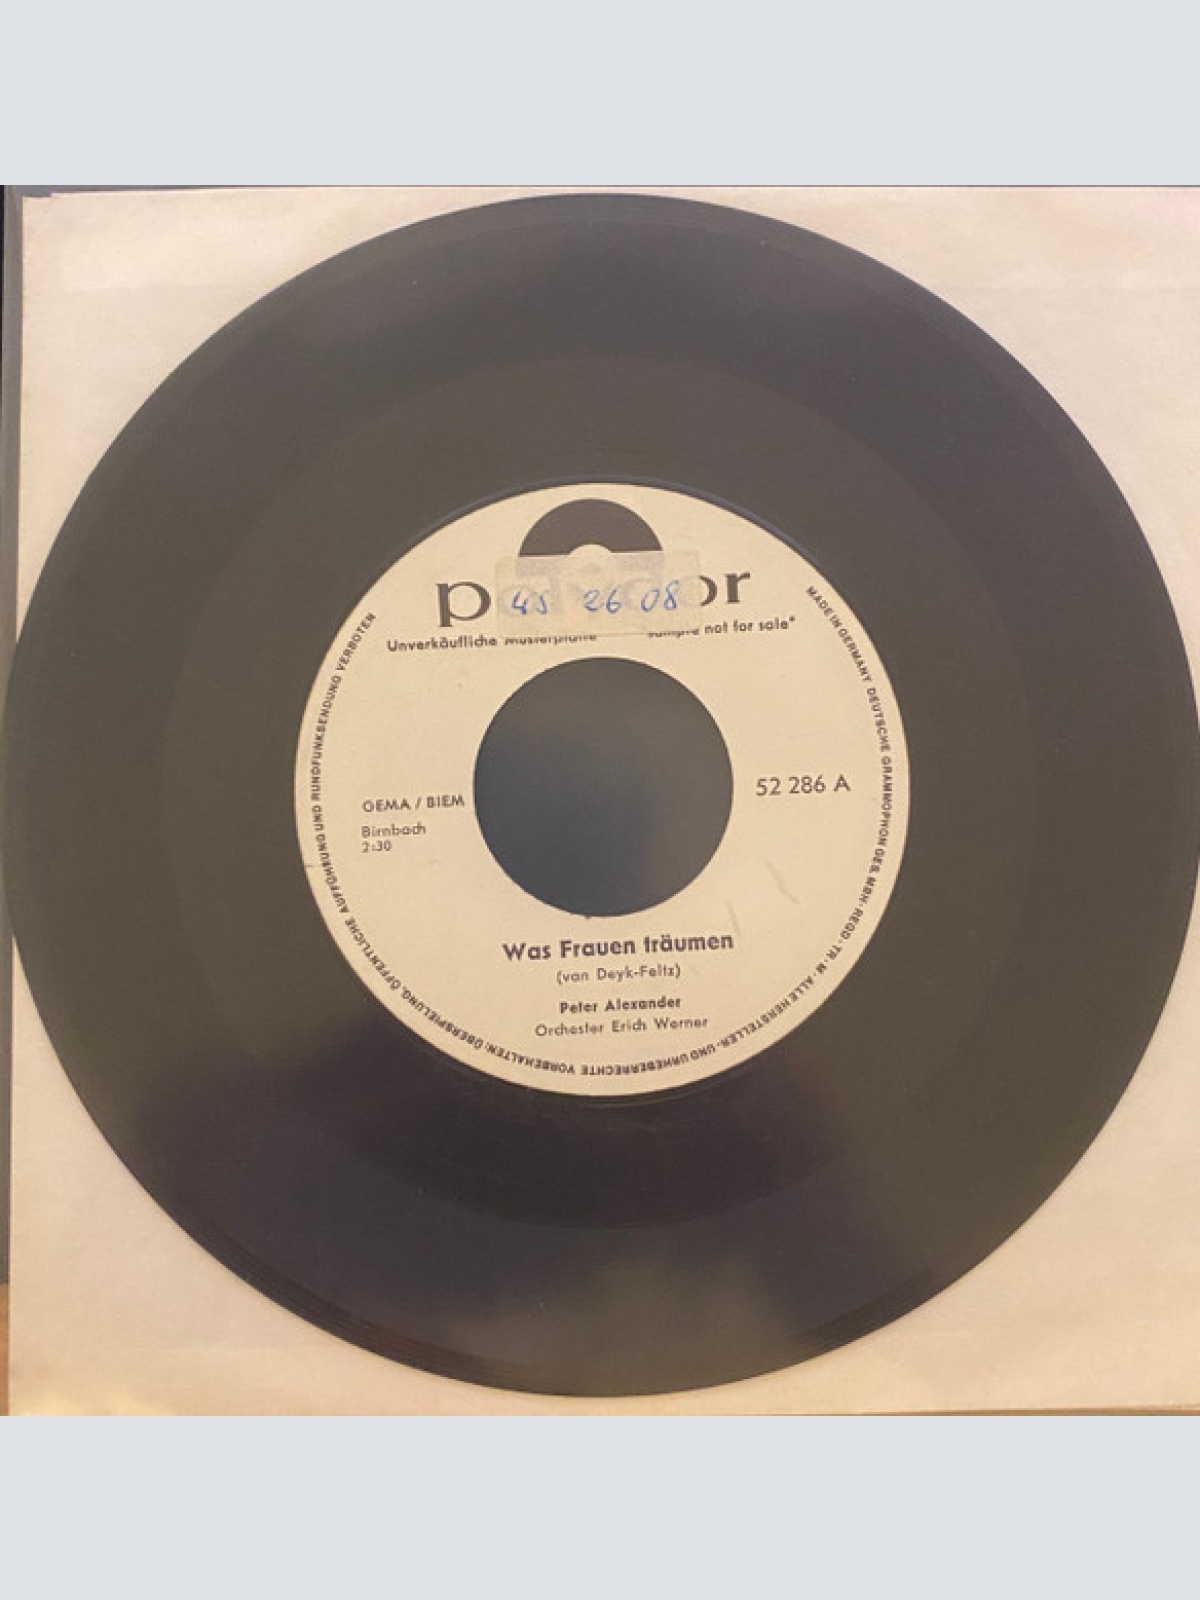 45 26 08
Unverkäufliche Musterplatte "Sample not for sale"
GEMA / BIEM
Birnbach
2:30
52 286 A
Was Frauen träumen
(van Deyk-Feltz)
Peter Alexander
Orchester Erich Werner
MADE IN GERMANY DEUTSCHE GRAMMOPHON GES. MBH · REGD · TR · M · ALLE HERSTELLER- UND URHEBERRECHTE VORBEHALTEN: ÜBERSPIELUNG, ÖFFENTLICHE AUFFÜHRUNG UND RUNDFUNKSENDUNG VERBOTEN